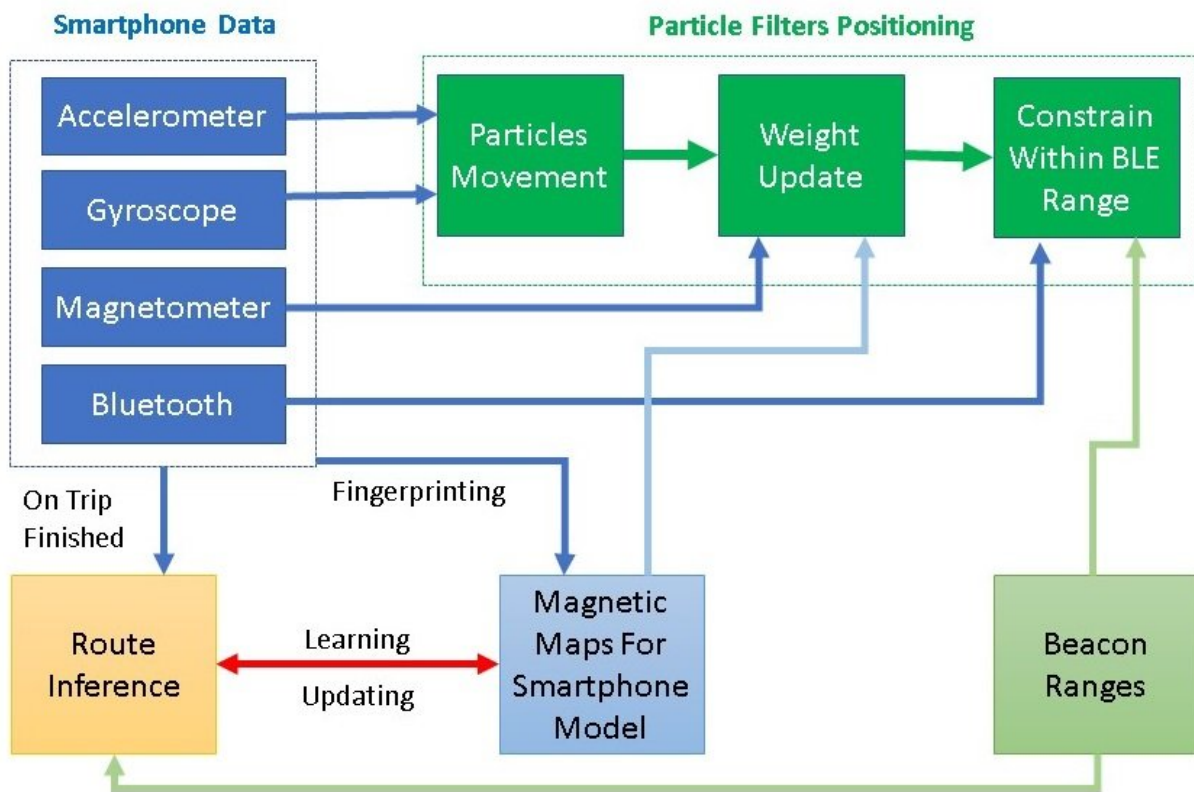 Smartphone Data
Particle Filters Positioning
Accelerometer
Gyroscope
Magnetometer
Bluetooth
Particles
Movement
Weight
Update
Constrain
Within BLE
Range
On Trip
Finished
Fingerprinting
Route
Inference
Learning
Updating
Magnetic
Maps For
Smartphone
Model
Beacon
Ranges